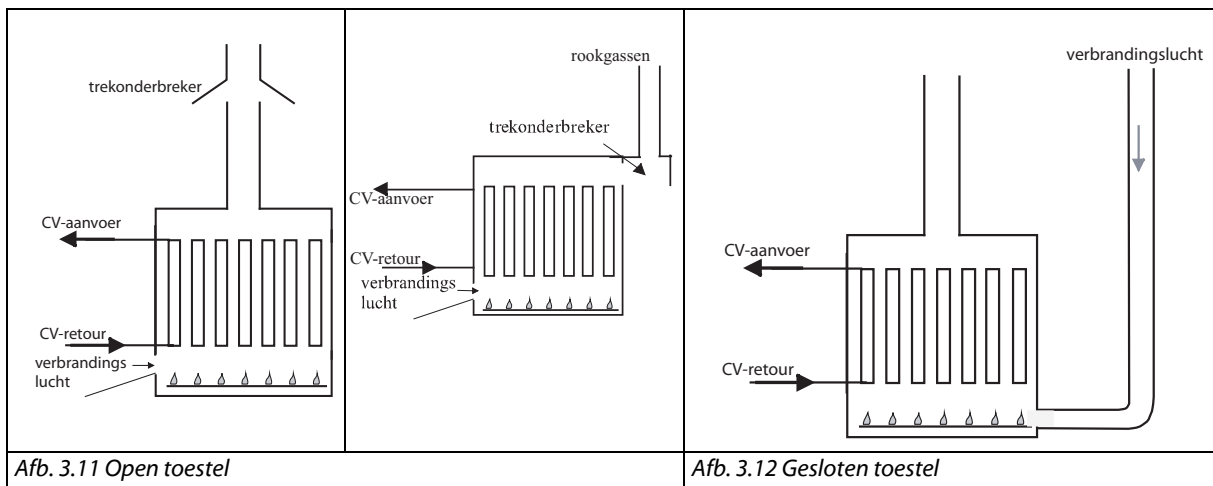 trekonderbreker
CV-aanvoer
CV-retour
verbrandings
lucht
rookgassen
trekonderbreker
CV-aanvoer
CV-retour
verbrandings
lucht
verbrandingslucht
CV-aanvoer
CV-retour
Afb. 3.11 Open toestel
Afb. 3.12 Gesloten toestel